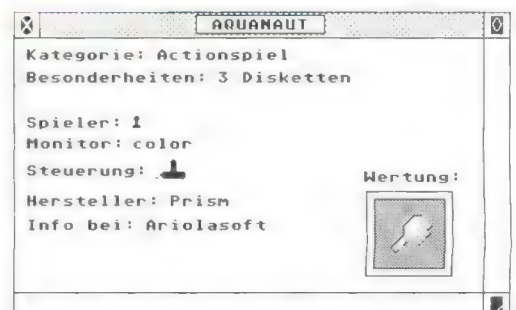 AQUANAUT
Kategorie: Actionspiel
Besonderheiten: 3 Disketten
Spieler: 1
Monitor: color
Steuerung:
Wertung:
Hersteller: Prism
Info bei: Ariolasoft